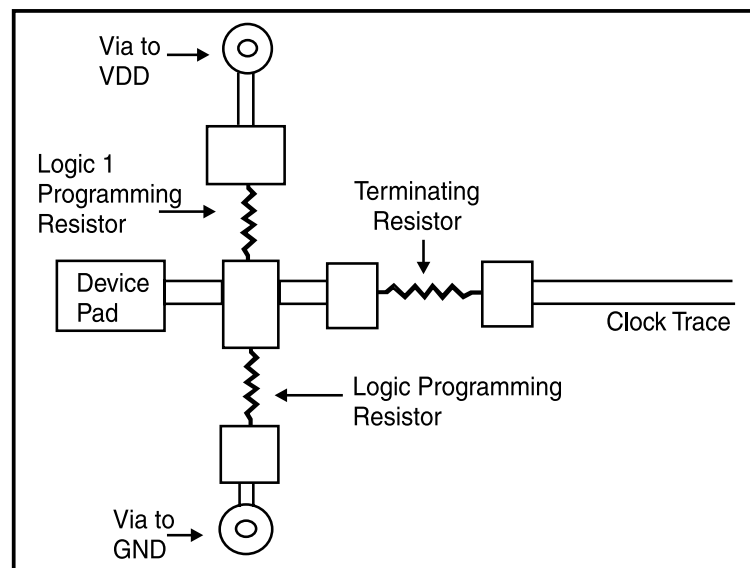 Via to
VDD
Logic 1
Programming
Resistor
Terminating
Resistor
Device
Pad
Clock Trace
Logic Programming
Resistor
Via to
GND